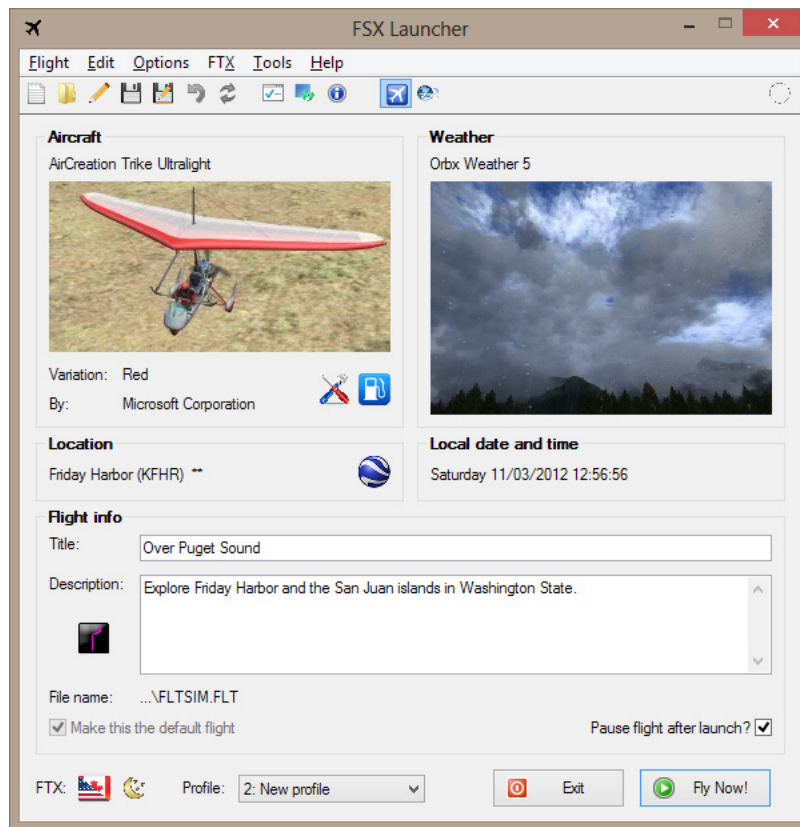 FSX Launcher
Flight Edit Options FTX Tools Help
Aircraft
AirCreation Trike Ultralight
Variation: Red
By: Microsoft Corporation
Weather
Orbx Weather 5
Location
Friday Harbor (KFHR) **
Local date and time
Saturday 11/03/2012 12:56:56
Flight info
Title: Over Puget Sound
Description: Explore Friday Harbor and the San Juan islands in Washington State.
File name: ...\FLTSIM.FLT
Make this the default flight
Pause flight after launch?
FTX: Profile: 2: New profile Exit Fly Now!